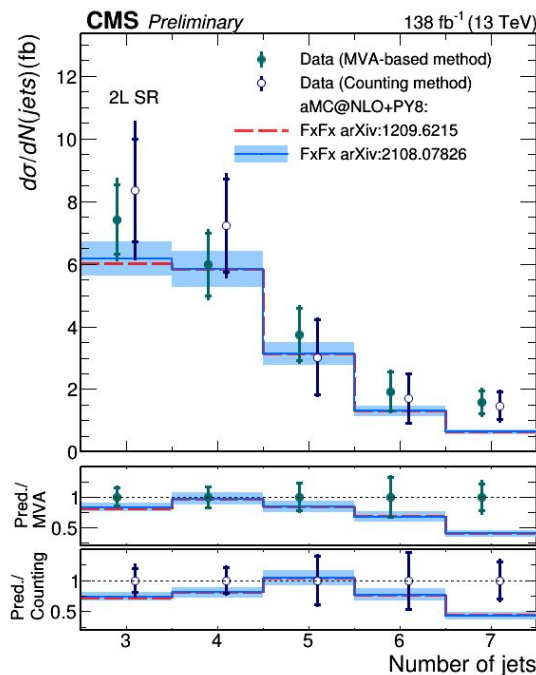 CMS Preliminary 138 fb⁻¹ (13 TeV)
dσ/dN(jets)(fb)
12
10
8
6
4
2
0
2L SR
Data (MVA-based method)
Data (Counting method)
aMC@NLO+PY8:
FxFx arXiv:1209.6215
FxFx arXiv:2108.07826
Pred./
MVA
1
0.5
Pred./
Counting
1
0.5
3 4 5 6 7
Number of jets